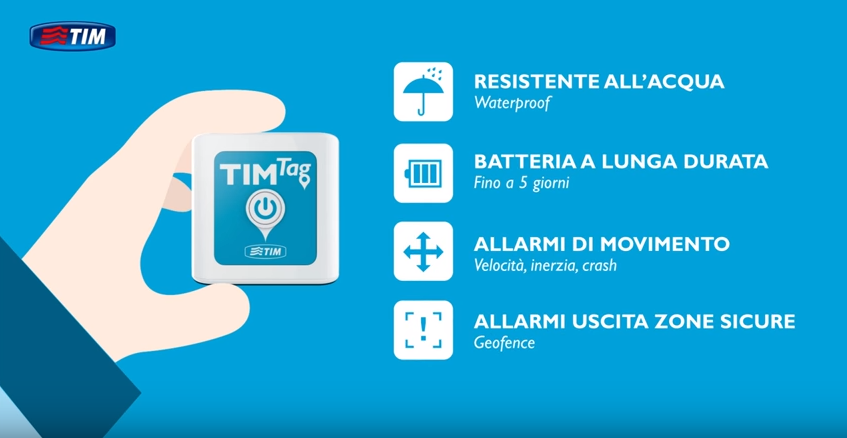 TIM
RESISTENTE ALL'ACQUA
Waterproof
TIMTag
TIM
BATTERIA A LUNGA DURATA
Fino a 5 giorni
ALLARMI DI MOVIMENTO
Velocità, inerzia, crash
ALLARMI USCITA ZONE SICURE
Geofence